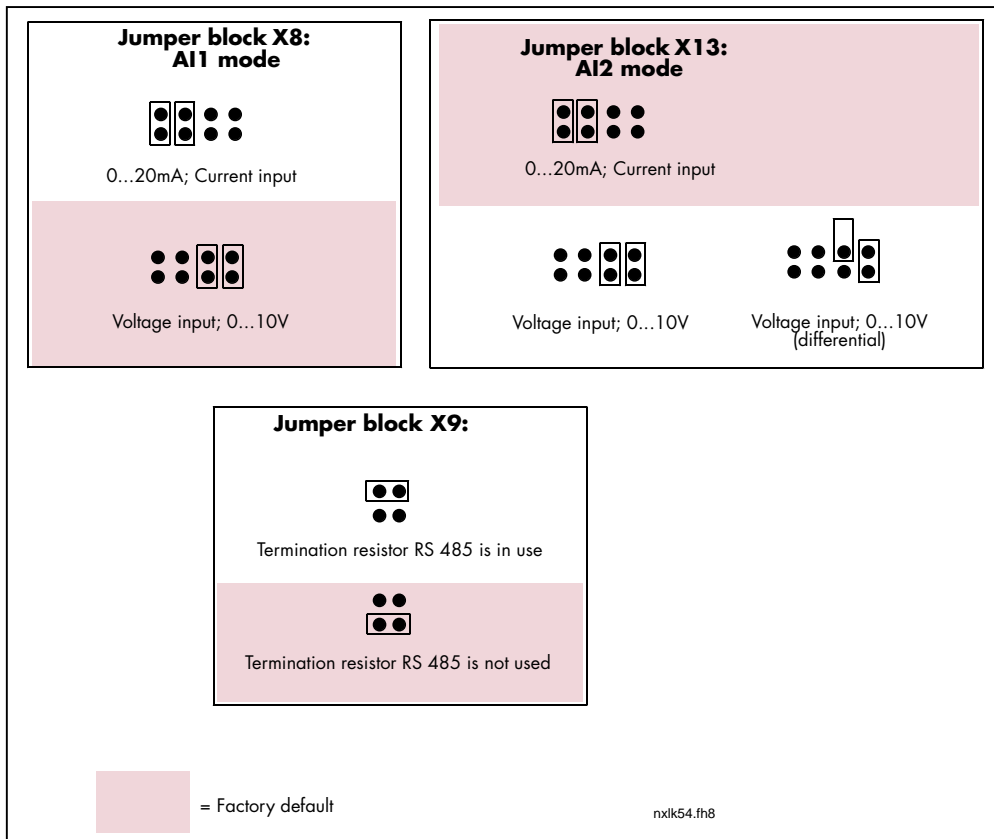 Jumper block X8:
AI1 mode
0...20mA; Current input
Voltage input; 0...10V
Jumper block X13:
AI2 mode
0...20mA; Current input
Voltage input; 0...10V
Voltage input; 0...10V
(differential)
Jumper block X9:
Termination resistor RS 485 is in use
Termination resistor RS 485 is not used
= Factory default
nxlk54.fh8